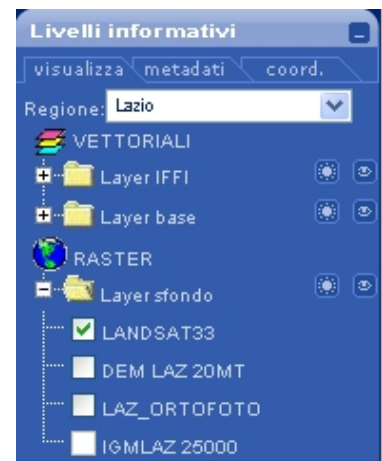 Livelli informativi
visualizza metadati coord.
Regione: Lazio
VETTORIALI
Layer IFFI
Layer base
RASTER
Layer sfondo
LANDSAT33
DEM LAZ 20MT
LAZ_ORTOFOTO
IGMLAZ 25000